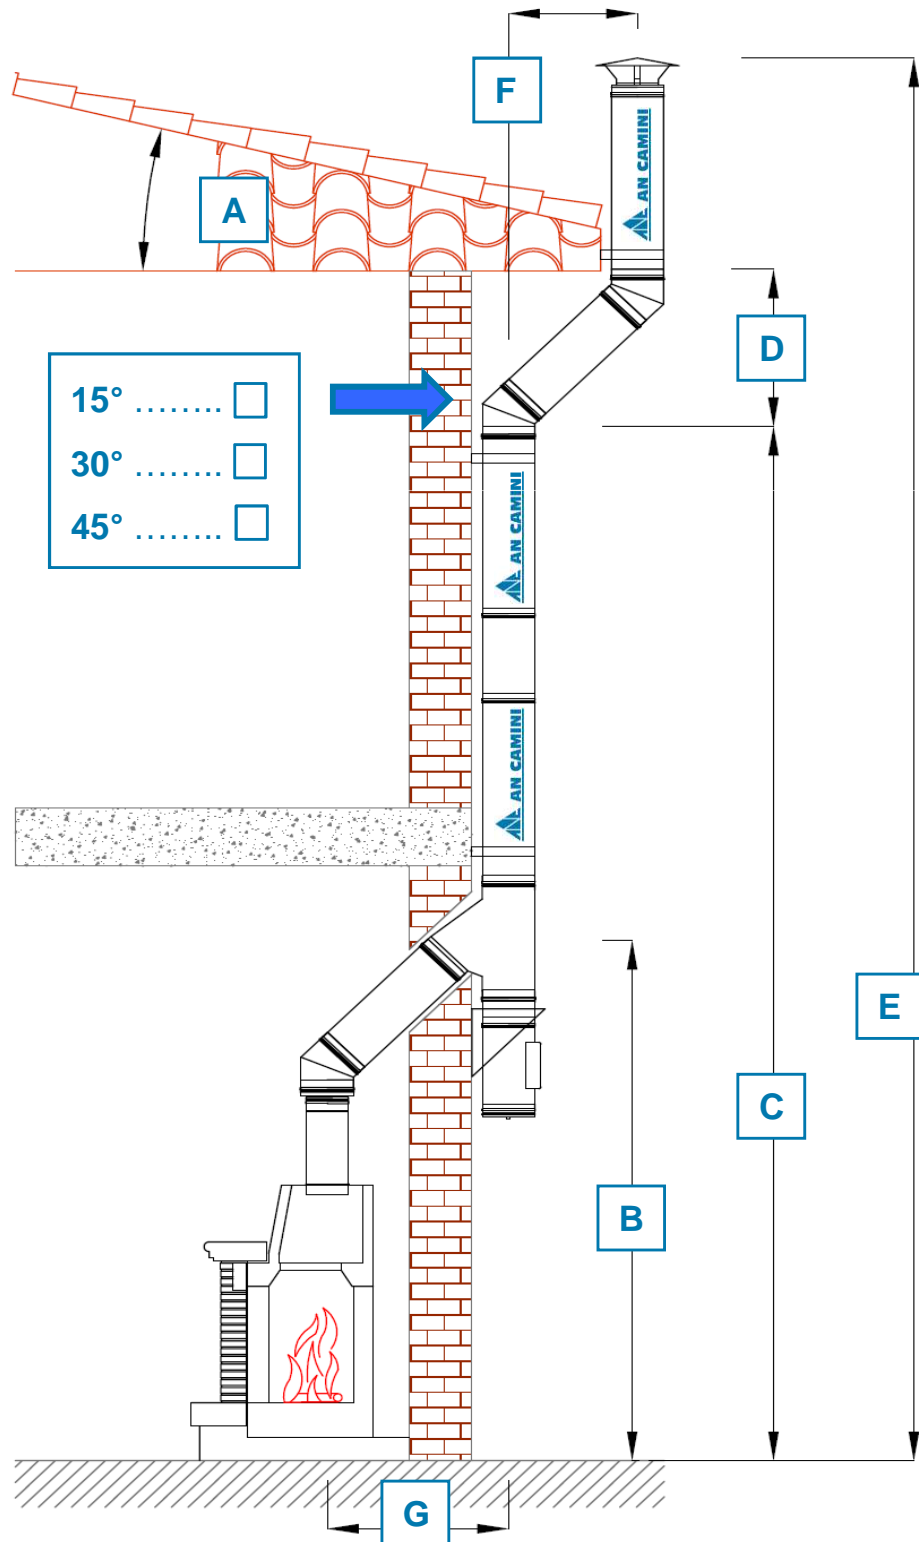 F
AN CAMINI
A
D
15° ........
30° ........
45° ........
AN CAMINI
AN CAMINI
E
C
B
G